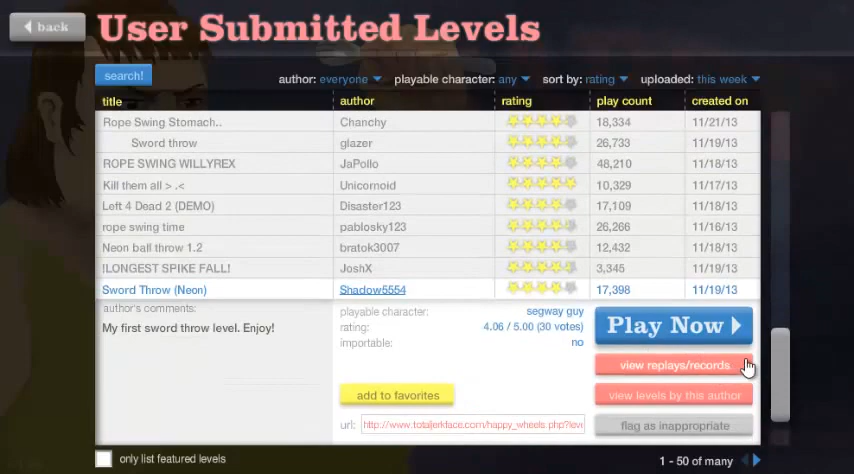 back
User Submitted Levels
search!
author: everyone playable character: any sort by: rating uploaded: this week
title author rating play count created on
Rope Swing Stomach.. Chanchy 18,334 11/21/13
Sword throw glazer 26,733 11/19/13
ROPE SWING WILLYREX JaPollo 48,210 11/18/13
Kill them all > .< Unicornoid 10,329 11/17/13
Left 4 Dead 2 (DEMO) Disaster123 17,109 11/18/13
rope swing time pablosky123 26,266 11/16/13
Neon ball throw 1.2 bratok3007 12,432 11/18/13
!LONGEST SPIKE FALL! JoshX 3,345 11/19/13
Sword Throw (Neon) Shadow5554 17,398 11/19/13
author's comments:
My first sword throw level. Enjoy!
playable character: segway guy
rating: 4.06 / 5.00 (30 votes)
importable: no
Play Now
view replays/records
add to favorites
view levels by this author
url: http://www.totaljerkface.com/happy_wheels.php?leve
flag as inappropriate
only list featured levels
1 - 50 of many